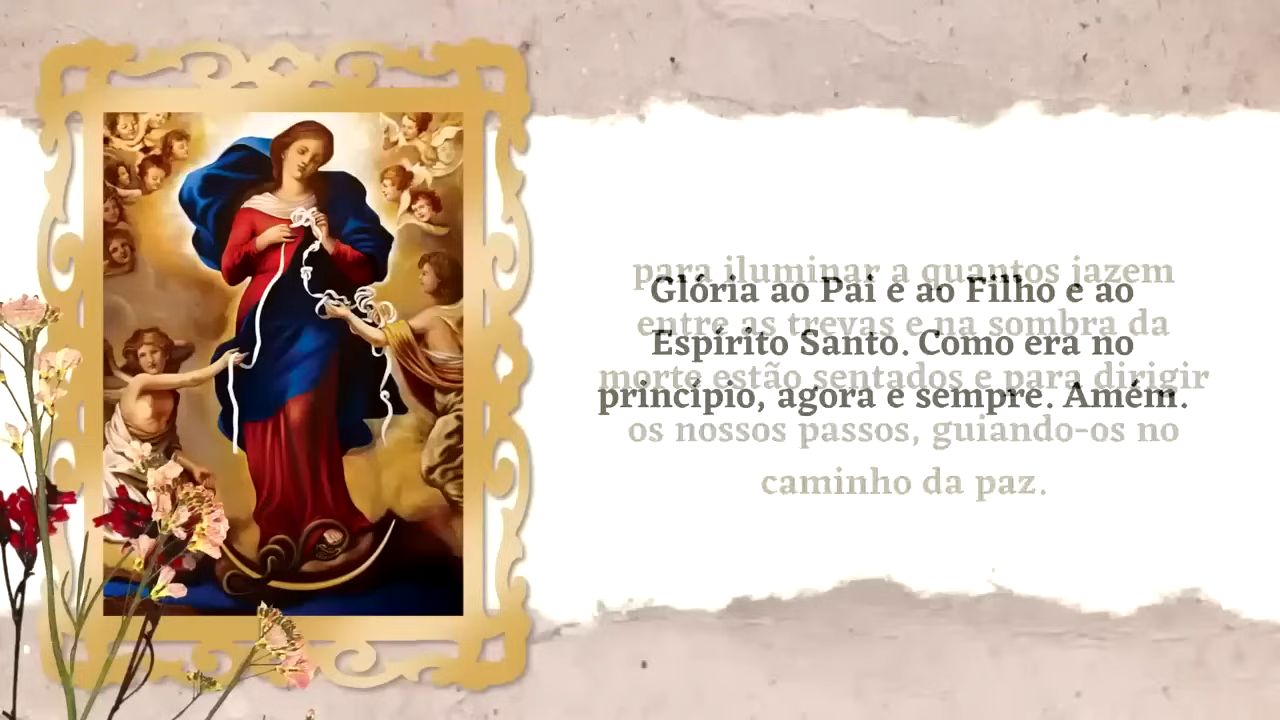 para iluminar a quantos jazem
entre as trevas e na sombra da
morte estão sentados e para dirigir
os nossos passos, guiando-os no
caminho da paz.
Glória ao Pai e ao Filho e ao
Espírito Santo. Como era no
princípio, agora e sempre. Amém.